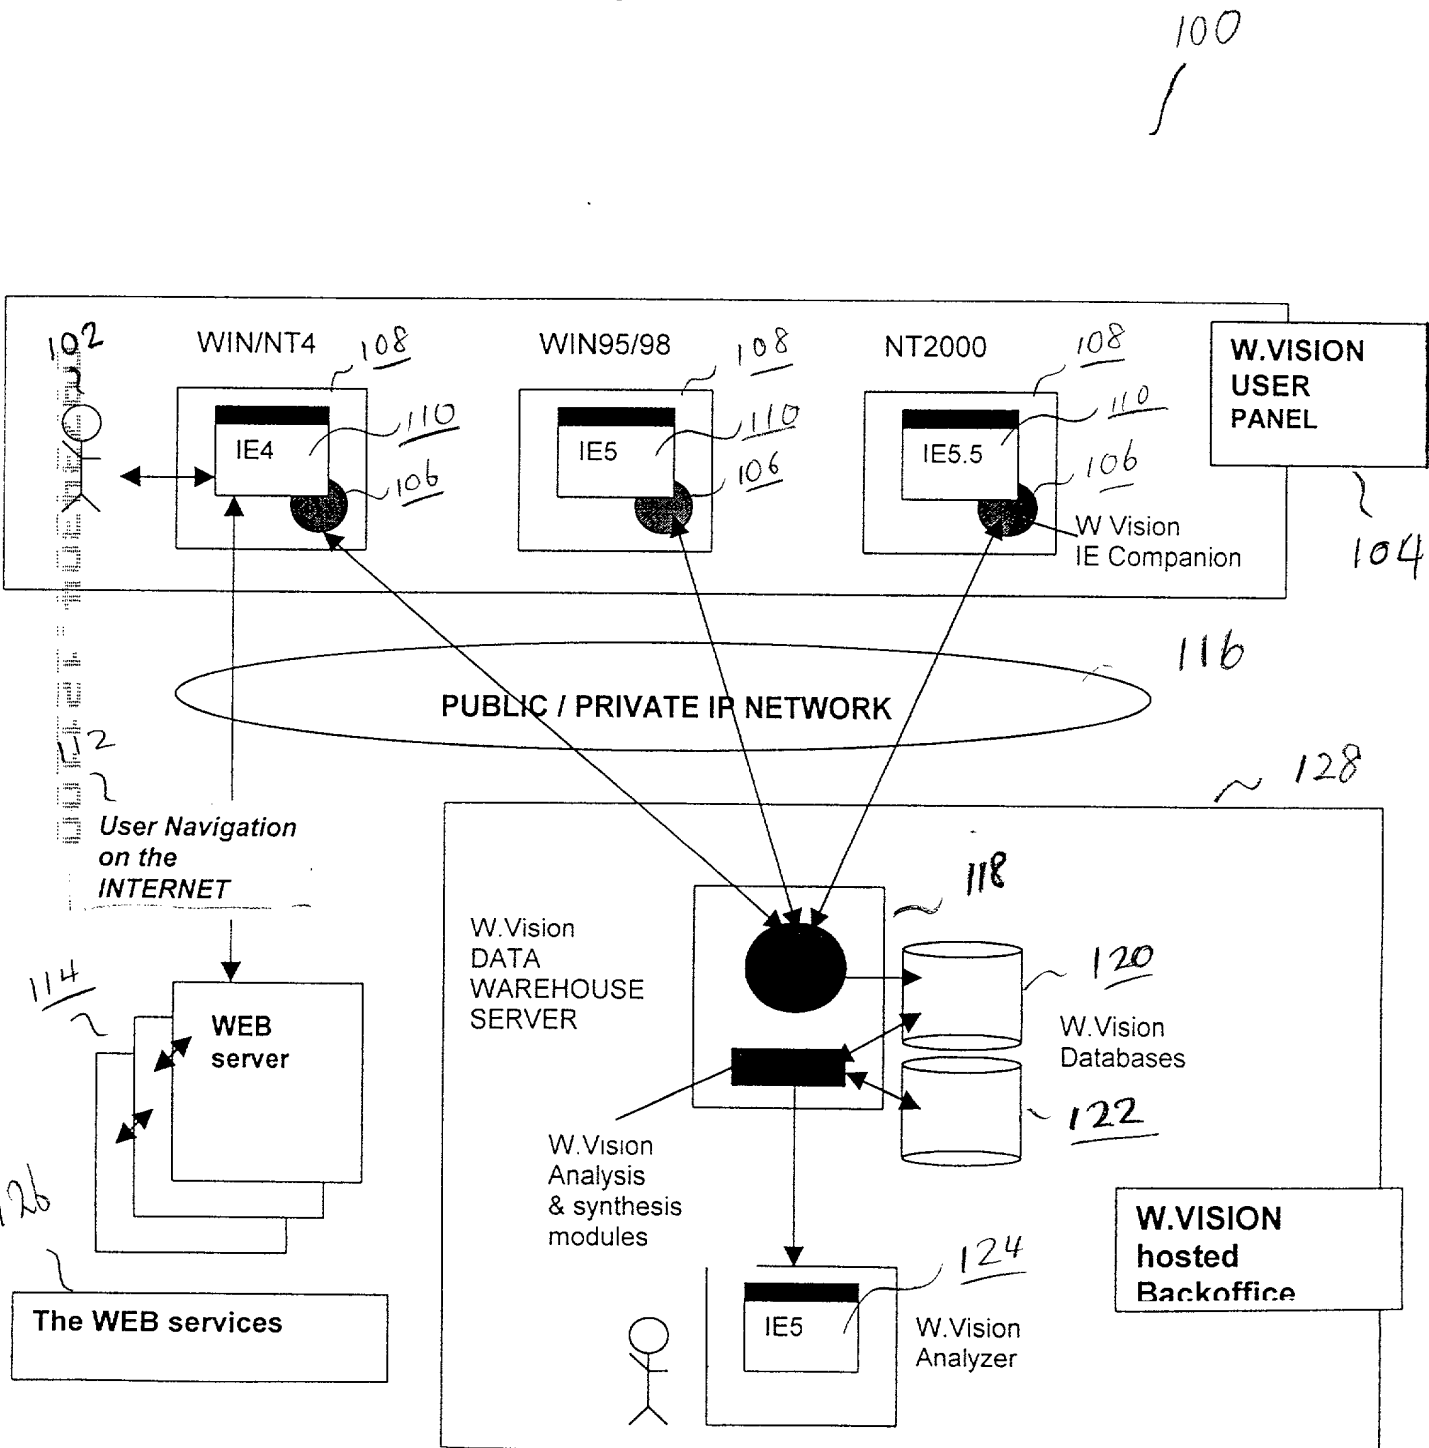 100
102
WIN/NT4
108
WIN95/98
108
NT2000
108
W.VISION
USER
PANEL
110
IE4
110
IE5
110
IE5.5
106
106
106
W Vision
IE Companion
104
116
PUBLIC / PRIVATE IP NETWORK
112
128
User Navigation
on the
INTERNET
118
W.Vision
DATA
WAREHOUSE
SERVER
120
114
WEB
server
W.Vision
Databases
122
W.Vision
Analysis
& synthesis
modules
126
W.VISION
hosted
Backoffice
124
The WEB services
IE5
W.Vision
Analyzer